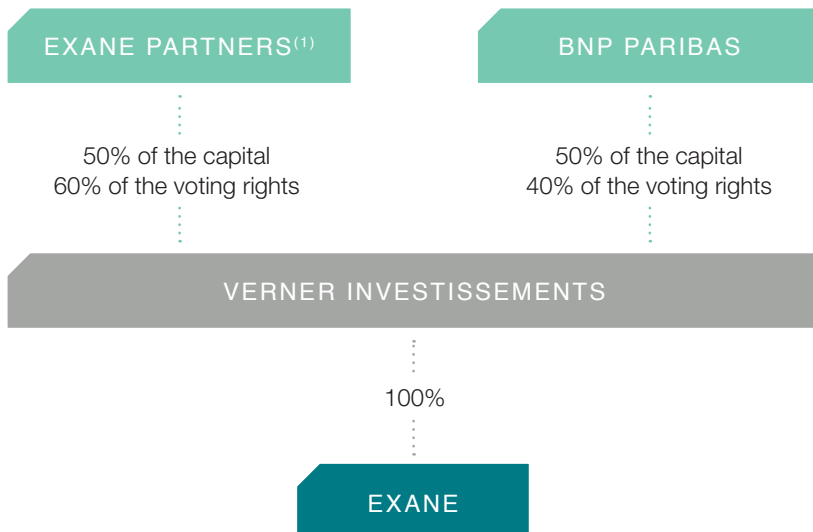 EXANE PARTNERS(1)
BNP PARIBAS
50% of the capital
60% of the voting rights
50% of the capital
40% of the voting rights
VERNER INVESTISSEMENTS
100%
EXANE